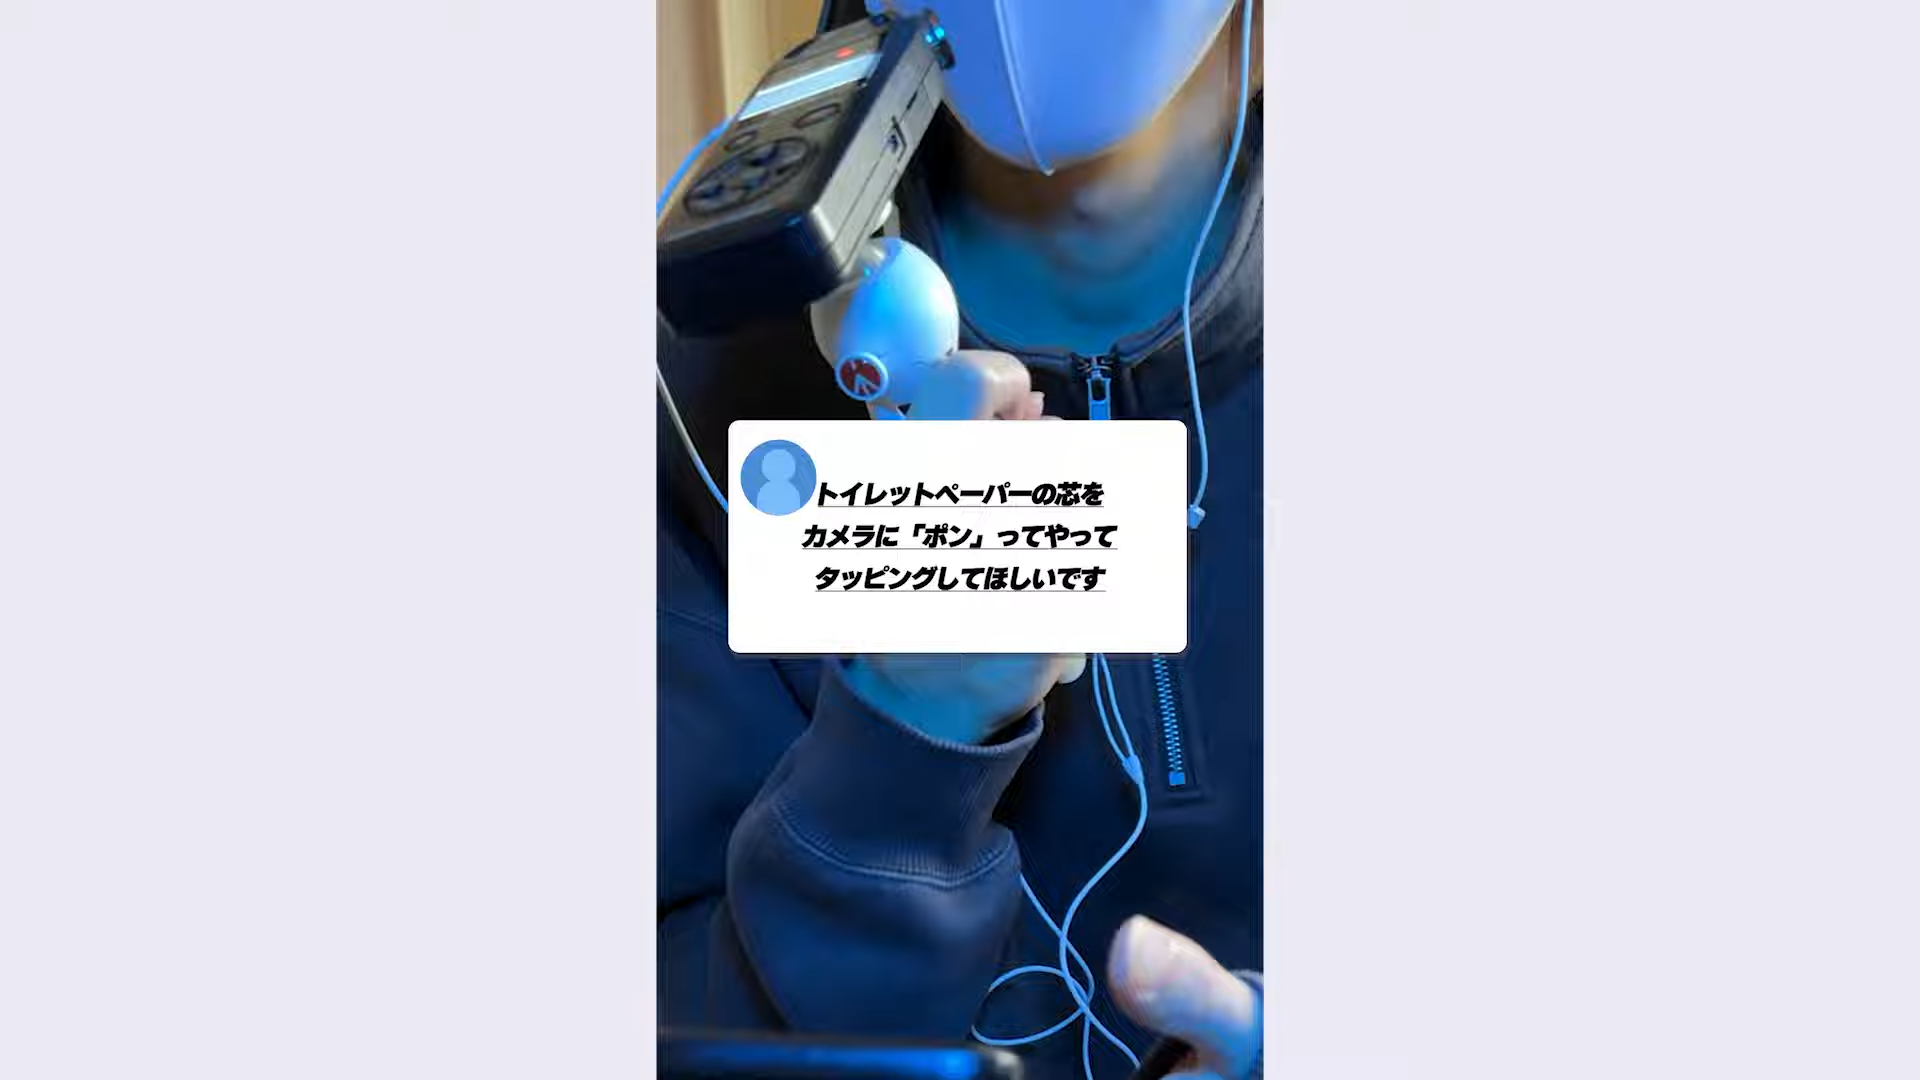 トイレットペーパーの芯を
カメラに「ポン」ってやって
タッピングしてほしいです